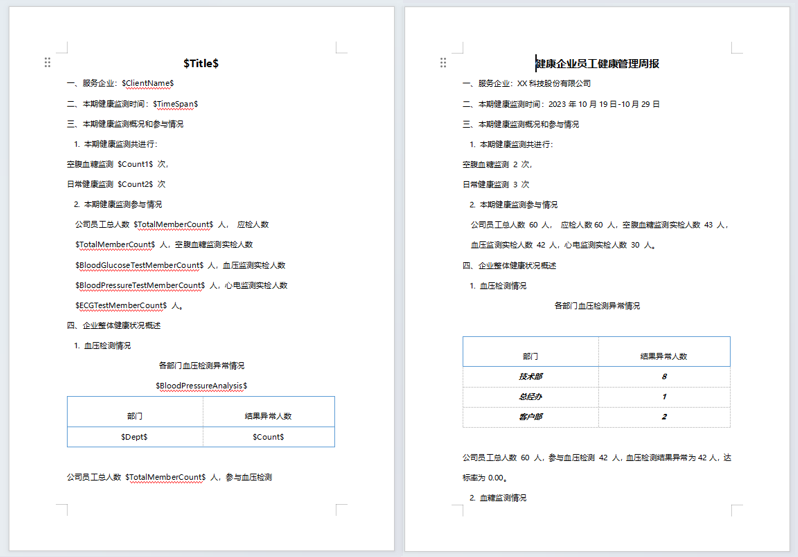 $Title$
一、服务企业：$ClientName$
二、本期健康监测时间：$TimeSpan$
三、本期健康监测概况和参与情况
1. 本期健康监测共进行：
空腹血糖监测 $Count1$ 次，
日常健康监测 $Count2$ 次
2. 本期健康监测参与情况
公司员工总人数 $TotalMemberCount$ 人， 应检人数
$TotalMemberCount$ 人，空腹血糖监测实检人数
$BloodGlucoseTestMemberCount$ 人，血压监测实检人数
$BloodPressureTestMemberCount$ 人，心电监测实检人数
$ECGTestMemberCount$ 人。
四、企业整体健康状况概述
1. 血压检测情况
各部门血压检测异常情况
$BloodPressureAnalysis$
部门 结果异常人数
$Dept$ $Count$
公司员工总人数 $TotalMemberCount$ 人，参与血压检测
健康企业员工健康管理周报
一、服务企业：XX科技股份有限公司
二、本期健康监测时间：2023 年 10 月 19 日-10 月 29 日
三、本期健康监测概况和参与情况
1. 本期健康监测共进行：
空腹血糖监测 2 次，
日常健康监测 3 次
2. 本期健康监测参与情况
公司员工总人数 60 人， 应检人数 60 人，空腹血糖监测实检人数 43 人，
血压监测实检人数 42 人，心电监测实检人数 30 人。
四、企业整体健康状况概述
1. 血压检测情况
各部门血压检测异常情况
部门 结果异常人数
技术部 8
总经办 1
客户部 2
公司员工总人数 60 人，参与血压检测 42 人，血压检测结果异常为 42 人，达
标率为 0.00。
2. 血糖监测情况